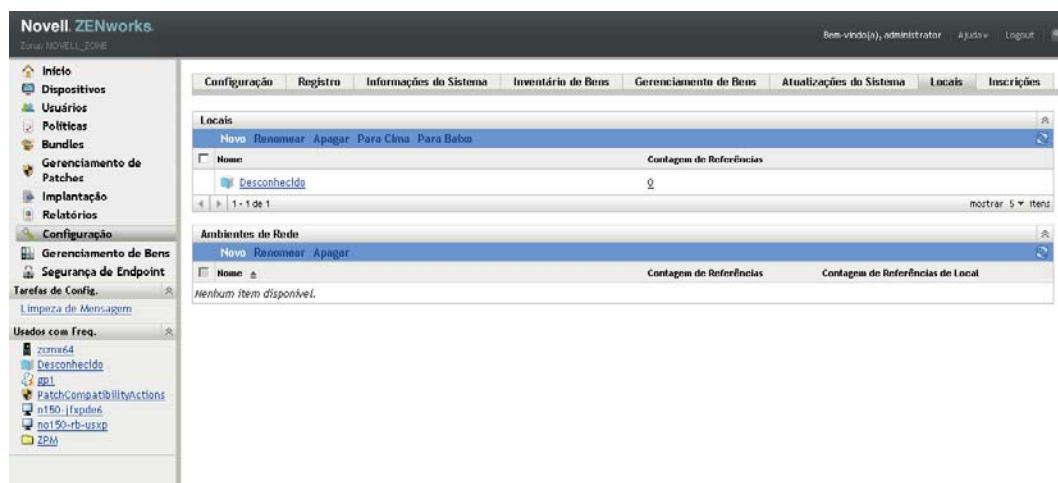 Novell. ZENworks.
Zona: NOVELL_ZONE
Bem-vindo(a), administrator Ajuda Logout
Início
Dispositivos
Usuários
Políticas
Bundles
Gerenciamento de Patches
Implantação
Relatórios
Configuração
Gerenciamento de Bens
Segurança de Endpoint
Tarefas de Config.
Limpeza de Mensagem
Usados com Freq.
zcmx64
Desconhecido
gp1
PatchCompatibilityActions
n150-jfxpde6
no150-rb-usxp
ZPM
Configuração Registro Informações do Sistema Inventário de Bens Gerenciamento de Bens Atualizações do Sistema Locais Inscrições
Locais
Novo Renomear Apagar Para Cima Para Baixo
Nome Contagem de Referências
Desconhecido 0
1 - 1 de 1 mostrar 5 itens
Ambientes de Rede
Novo Renomear Apagar
Nome Contagem de Referências Contagem de Referências de Local
Nenhum item disponível.